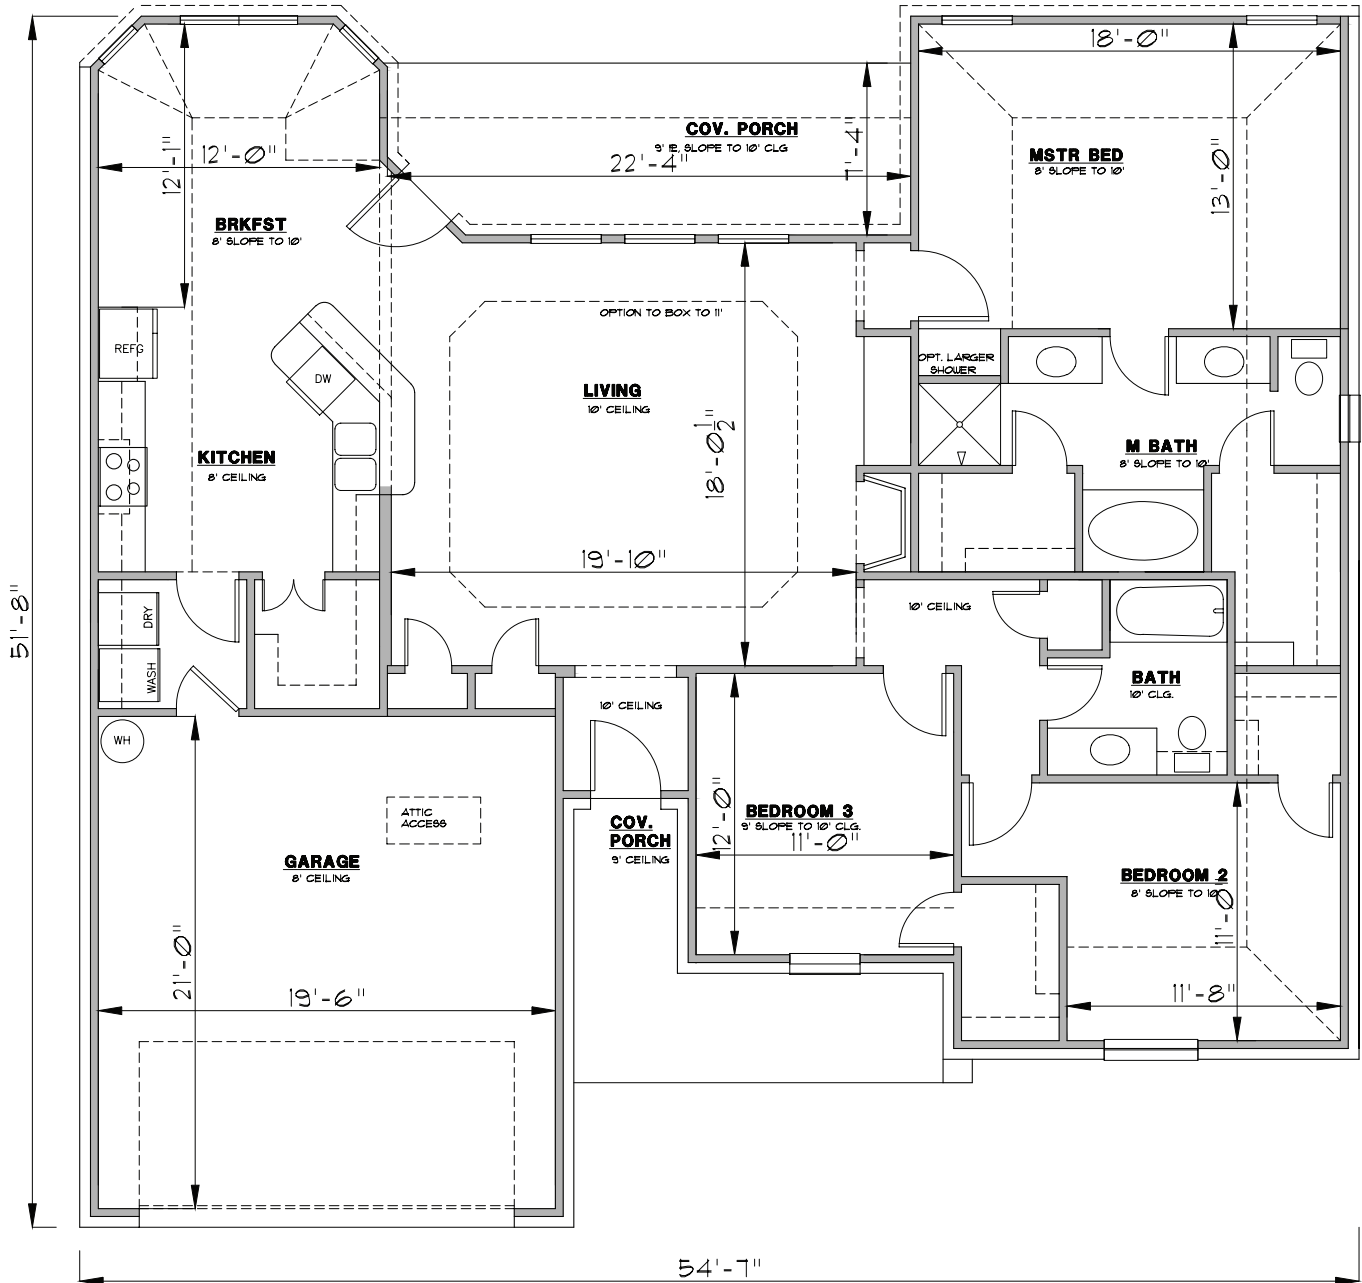 18'-0"
COV. PORCH
9' SLOPE TO 10' CLG
22'-4"
7'-4"
12'-1"
12'-0"
MSTR BED
8' SLOPE TO 10'
13'-0"
BRKFST
8' SLOPE TO 10'
OPTION TO BOX TO 11'
REFG
DW
LIVING
10' CEILING
OPT. LARGER
SHOWER
KITCHEN
8' CEILING
18'-0 1/2"
M BATH
8' SLOPE TO 10'
19'-10"
51'-8"
DRY
WASH
10' CEILING
BATH
10' CLG.
10' CEILING
WH
ATTIC
ACCESS
COV.
PORCH
9' CEILING
12'-0"
BEDROOM 3
9' SLOPE TO 10' CLG.
11'-0"
GARAGE
8' CEILING
BEDROOM 2
8' SLOPE TO 10'
11'-0"
21'-0"
19'-6"
11'-8"
54'-7"